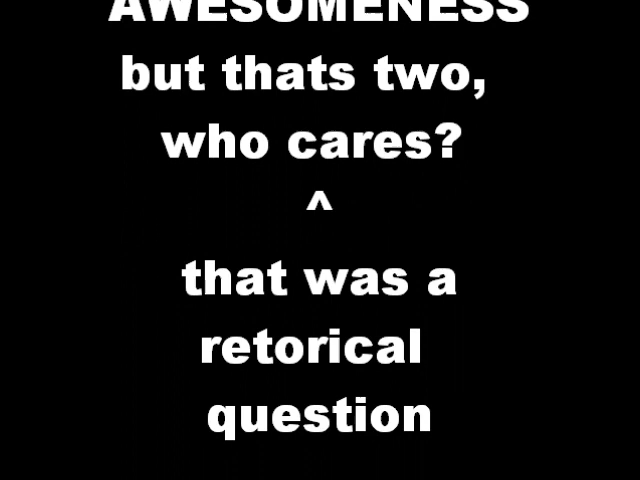 AWESOMENESS
but thats two,
who cares?
^
that was a
retorical
question